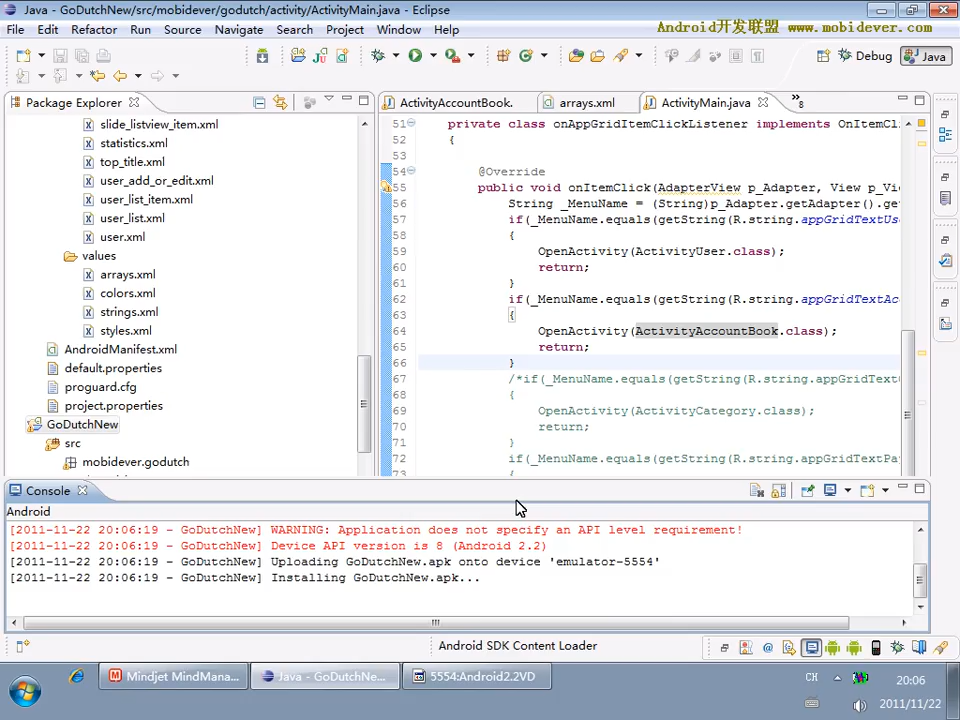 Java - GoDutchNew/src/mobidever/godutch/activity/ActivityMain.java - Eclipse
File Edit Refactor Run Source Navigate Search Project Window Help
Android开发联盟 www.mobidever.com
Debug
Java
Package Explorer
slide_listview_item.xml
statistics.xml
top_title.xml
user_add_or_edit.xml
user_list_item.xml
user_list.xml
user.xml
values
arrays.xml
colors.xml
strings.xml
styles.xml
AndroidManifest.xml
default.properties
proguard.cfg
project.properties
GoDutchNew
src
mobidever.godutch
ActivityAccountBook. arrays.xml ActivityMain.java »8
51 private class onAppGridItemClickListener implements OnItemCl
52 {
53
54 @Override
55 public void onItemClick(AdapterView p_Adapter, View p_Vi
56 String _MenuName = (String)p_Adapter.getAdapter().ge
57 if(_MenuName.equals(getString(R.string.appGridTextUs
58 {
59 OpenActivity(ActivityUser.class);
60 return;
61 }
62 if(_MenuName.equals(getString(R.string.appGridTextAc
63 {
64 OpenActivity(ActivityAccountBook.class);
65 return;
66 }
67 /*if(_MenuName.equals(getString(R.string.appGridText
68 {
69 OpenActivity(ActivityCategory.class);
70 return;
71 }
72 if(_MenuName.equals(getString(R.string.appGridTextPa
73 {
Console
Android
[2011-11-22 20:06:19 - GoDutchNew] WARNING: Application does not specify an API level requirement!
[2011-11-22 20:06:19 - GoDutchNew] Device API version is 8 (Android 2.2)
[2011-11-22 20:06:19 - GoDutchNew] Uploading GoDutchNew.apk onto device 'emulator-5554'
[2011-11-22 20:06:19 - GoDutchNew] Installing GoDutchNew.apk...
Android SDK Content Loader
Mindjet MindMana...
Java - GoDutchNe...
5554:Android2.2VD
CH
20:06
2011/11/22